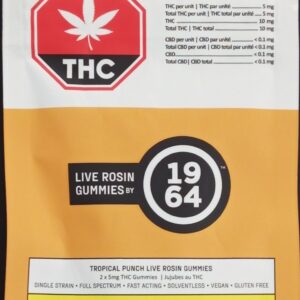 THC
THC per unit | THC par unité 5 mg
Total THC per unit | THC total par unité 5 mg
THC 10 mg
Total THC | THC total 10 mg
CBD per unit | CBD par unité < 0.1 mg
Total CBD per unit | CBD total par unité < 0.1 mg
CBD < 0.1 mg
Total CBD | CBD total < 0.1 mg
LIVE ROSIN
GUMMIES BY
19
64
TROPICAL PUNCH LIVE ROSIN GUMMIES
2 x 5mg THC Gummies | Jujubes au THC
SINGLE STRAIN • FULL SPECTRUM • FAST ACTING • SOLVENTLESS • VEGAN • GLUTEN FREE